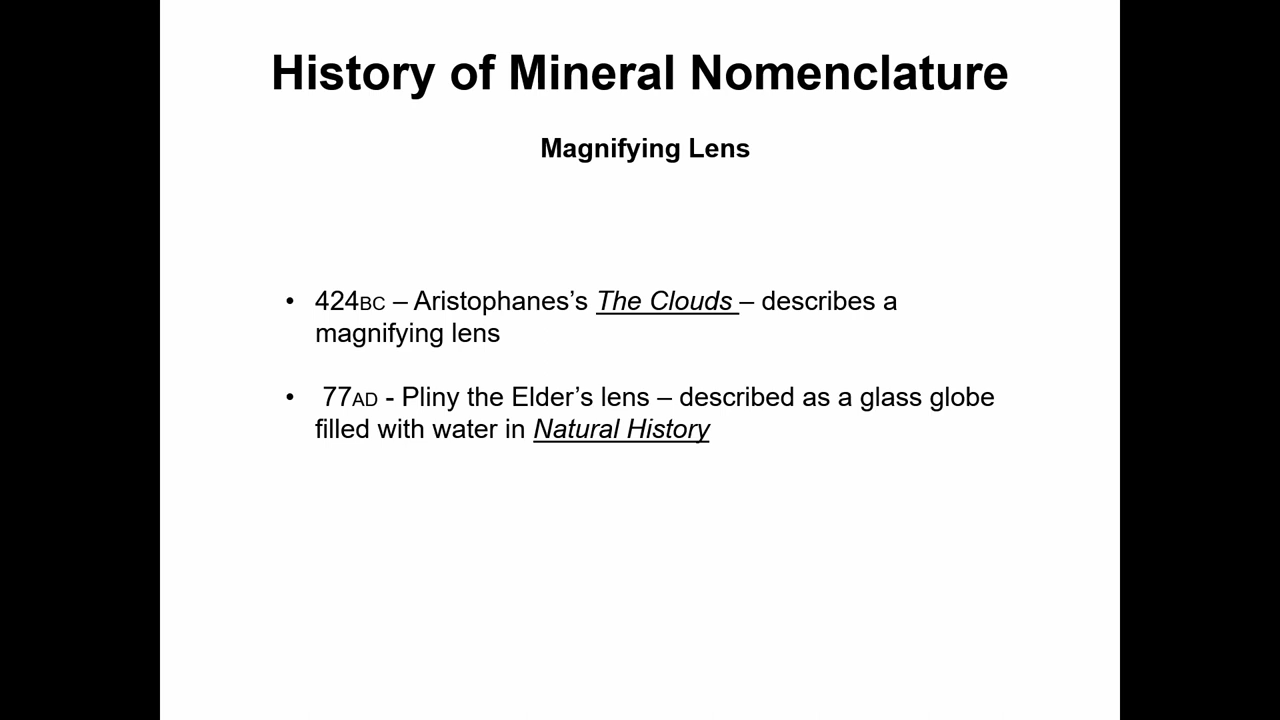 History of Mineral Nomenclature
Magnifying Lens
• 424BC – Aristophanes’s The Clouds – describes a
magnifying lens
• 77AD - Pliny the Elder’s lens – described as a glass globe
filled with water in Natural History